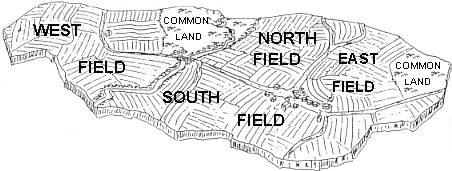 WEST
FIELD
COMMON
LAND
NORTH
FIELD
EAST
FIELD
COMMON
LAND
SOUTH
FIELD